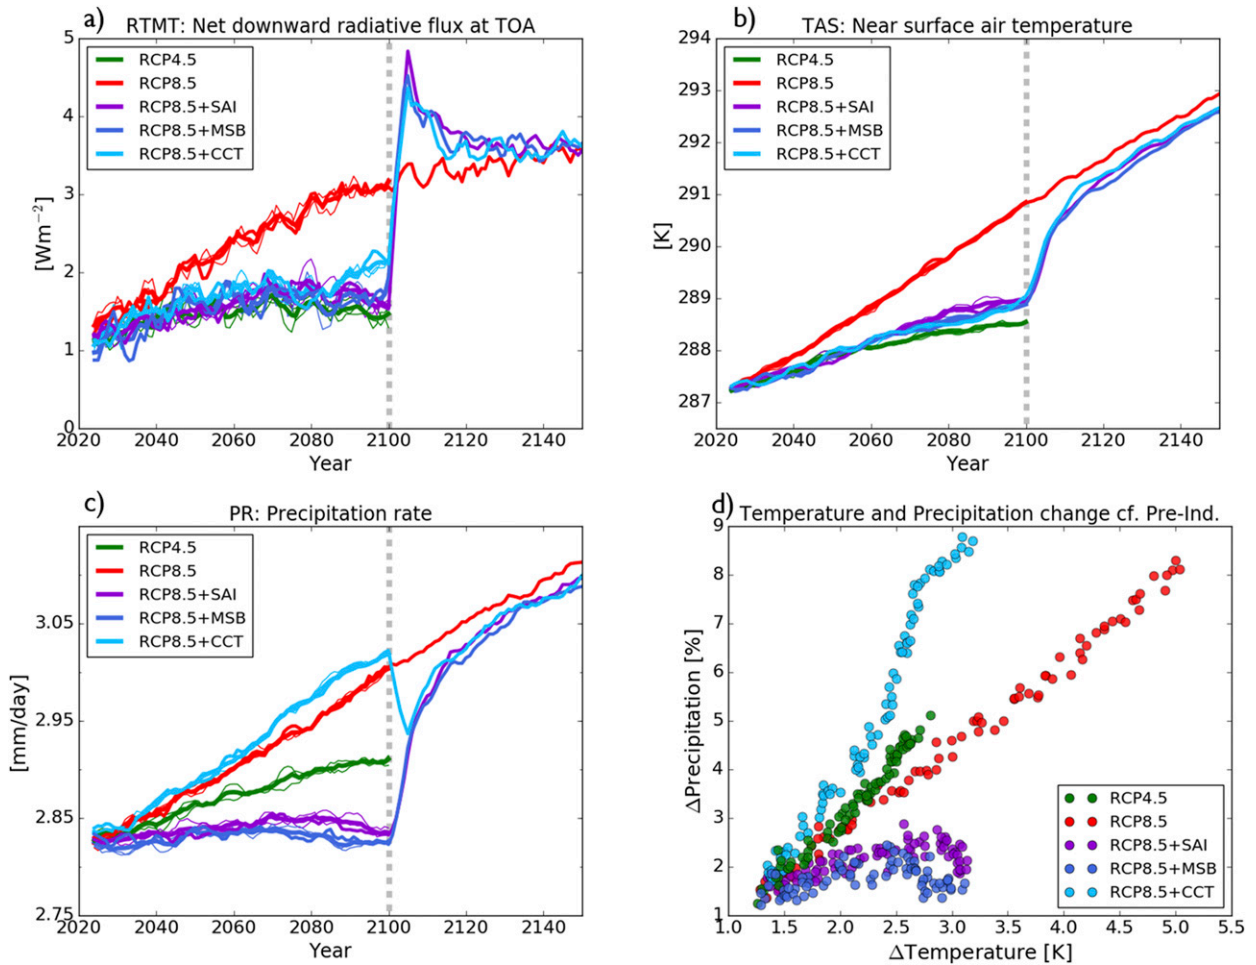 a) RTMT: Net downward radiative flux at TOA
5
4
3
2
1
0
[Wm−2]
RCP4.5
RCP8.5
RCP8.5+SAI
RCP8.5+MSB
RCP8.5+CCT
2020 2040 2060 2080 2100 2120 2140
Year
b) TAS: Near surface air temperature
294
293
292
291
290
289
288
287
[K]
RCP4.5
RCP8.5
RCP8.5+SAI
RCP8.5+MSB
RCP8.5+CCT
2020 2040 2060 2080 2100 2120 2140
Year
c) PR: Precipitation rate
3.05
2.95
2.85
2.75
[mm/day]
RCP4.5
RCP8.5
RCP8.5+SAI
RCP8.5+MSB
RCP8.5+CCT
2020 2040 2060 2080 2100 2120 2140
Year
d) Temperature and Precipitation change cf. Pre-Ind.
9
8
7
6
5
4
3
2
1
ΔPrecipitation [%]
RCP4.5
RCP8.5
RCP8.5+SAI
RCP8.5+MSB
RCP8.5+CCT
1.0 1.5 2.0 2.5 3.0 3.5 4.0 4.5 5.0 5.5
ΔTemperature [K]